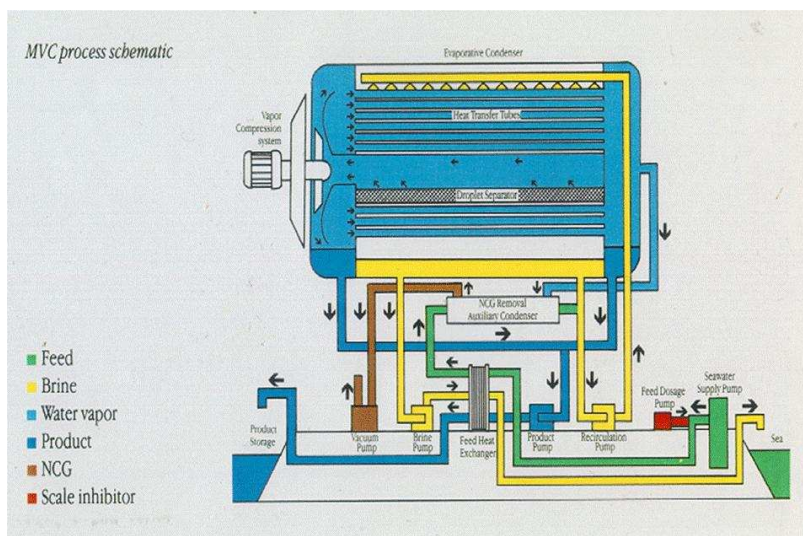 MVC process schematic
Evaporative Condenser
Vapor
Compression
system
Heat Transfer Tubes
Droplet Separator
NCG Removal
Auxiliary Condenser
Feed
Brine
Water vapor
Product
NCG
Scale inhibitor
Product
Storage
Vacuum
Pump
Brine
Pump
Feed Heat
Exchanger
Product
Pump
Recirculation
Pump
Feed Dosage
Pump
Seawater
Supply Pump
Sea